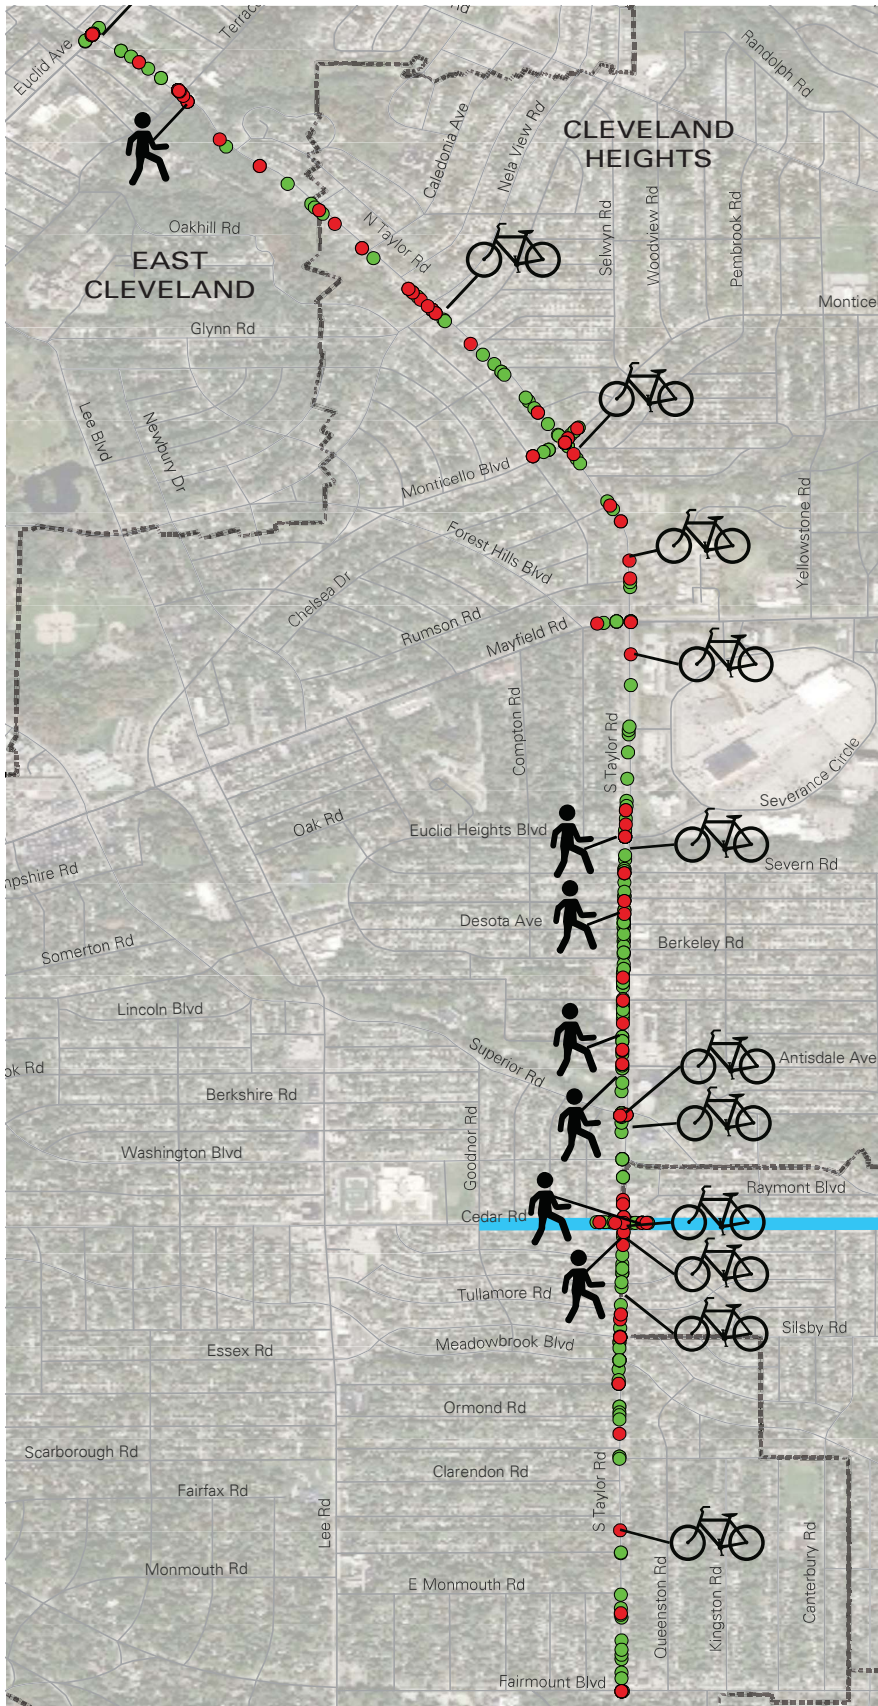 Rd
Terrac
Euclid Ave
Randolph Rd
Caledonia Ave
Nela View Rd
CLEVELAND
HEIGHTS
Selwyn Rd
Woodview Rd
Pembrook Rd
Oakhill Rd
N Taylor Rd
EAST
CLEVELAND
Montice
Glynn Rd
Lee Blvd
Newbury Dr
Monticello Blvd
Yellowstone Rd
Forest Hills Blvd
Chelsea Dr
Rumson Rd
Mayfield Rd
Compton Rd
S Taylor Rd
Severance Circle
Oak Rd
Euclid Heights Blvd
Severn Rd
mpshire Rd
Desota Ave
Berkeley Rd
Somerton Rd
Lincoln Blvd
Superior Rd
Antisdale Ave
ok Rd
Berkshire Rd
Goodnor Rd
Washington Blvd
Raymont Blvd
Cedar Rd
Tullamore Rd
Silsby Rd
Meadowbrook Blvd
Essex Rd
Ormond Rd
Scarborough Rd
Clarendon Rd
Fairfax Rd
S Taylor Rd
Lee Rd
Canterbury Rd
Monmouth Rd
E Monmouth Rd
Queenston Rd
Kingston Rd
Fairmount Blvd